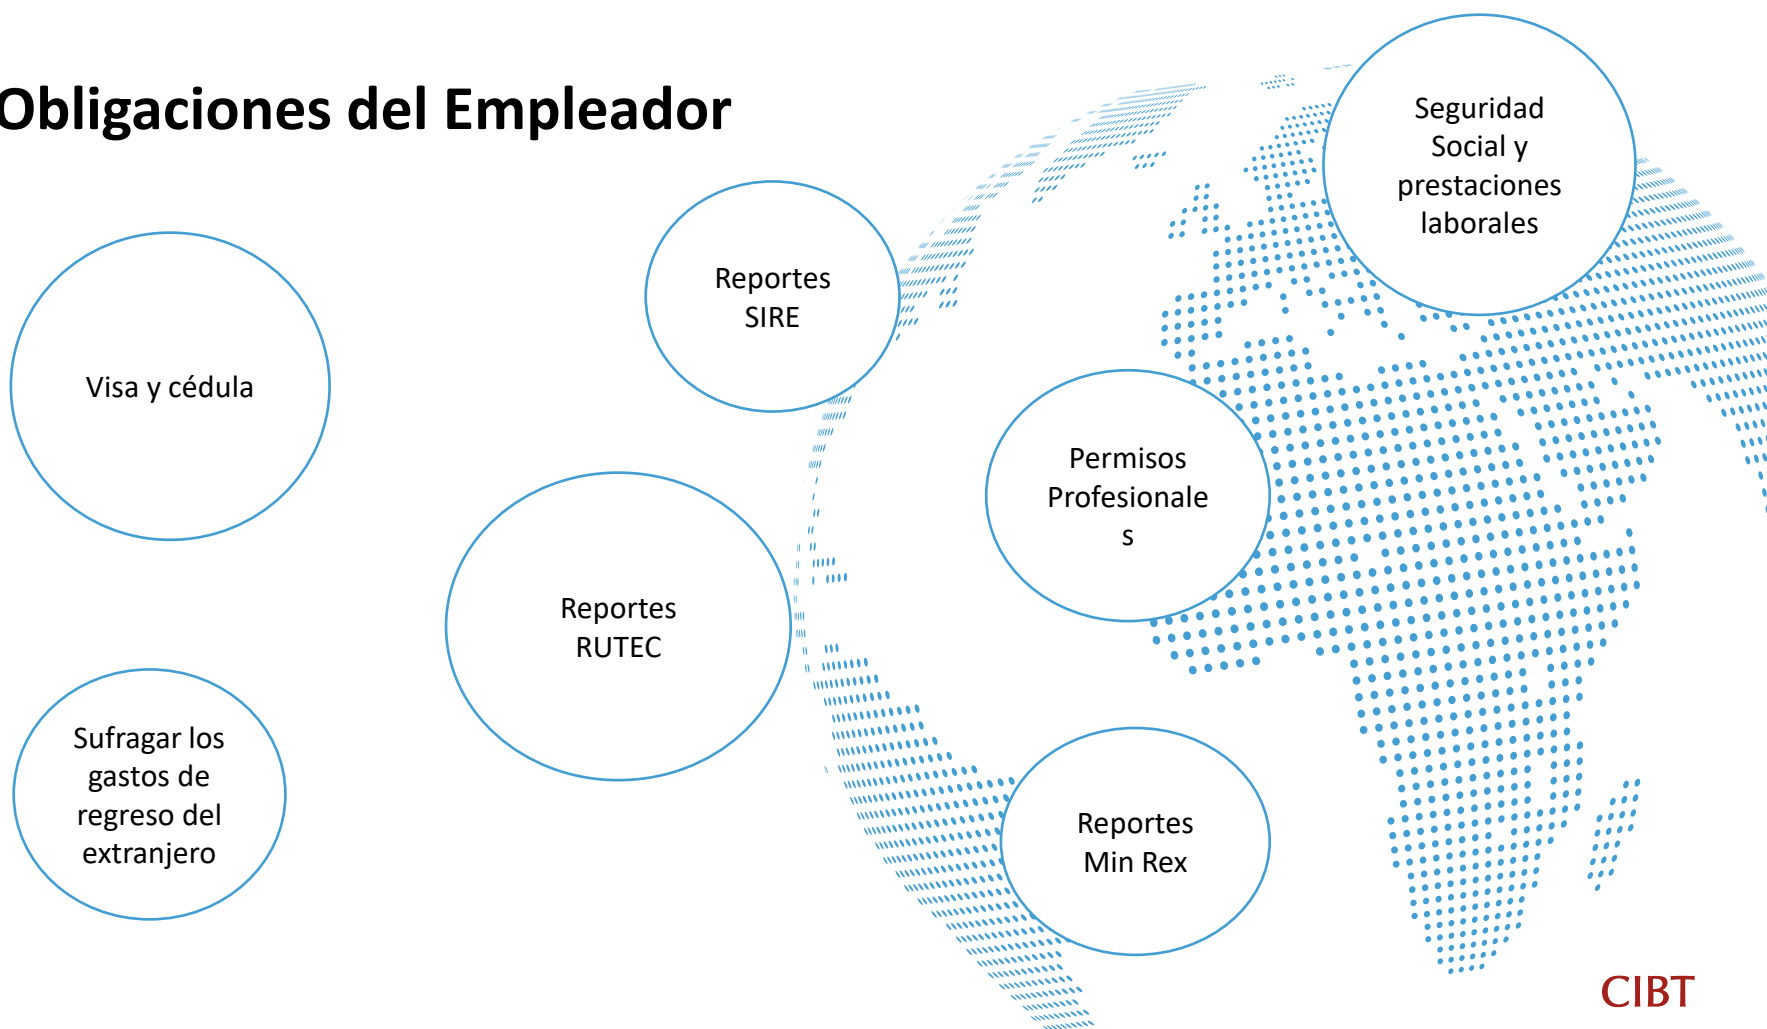 Obligaciones del Empleador
Visa y cédula
Reportes
SIRE
Seguridad
Social y
prestaciones
laborales
Permisos
Profesionale
s
Reportes
RUTEC
Sufragar los
gastos de
regreso del
extranjero
Reportes
Min Rex
CIBT